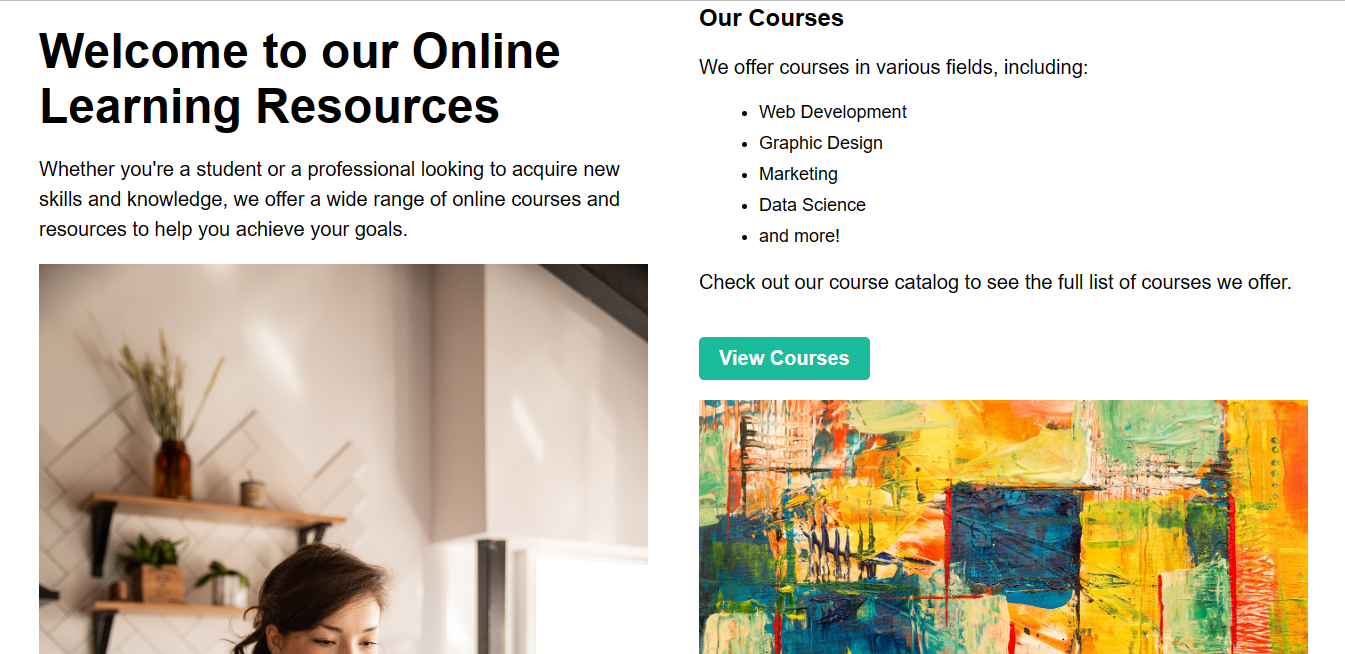 Welcome to our Online
Learning Resources
Whether you're a student or a professional looking to acquire new
skills and knowledge, we offer a wide range of online courses and
resources to help you achieve your goals.
Our Courses
We offer courses in various fields, including:
• Web Development
• Graphic Design
• Marketing
• Data Science
• and more!
Check out our course catalog to see the full list of courses we offer.
View Courses